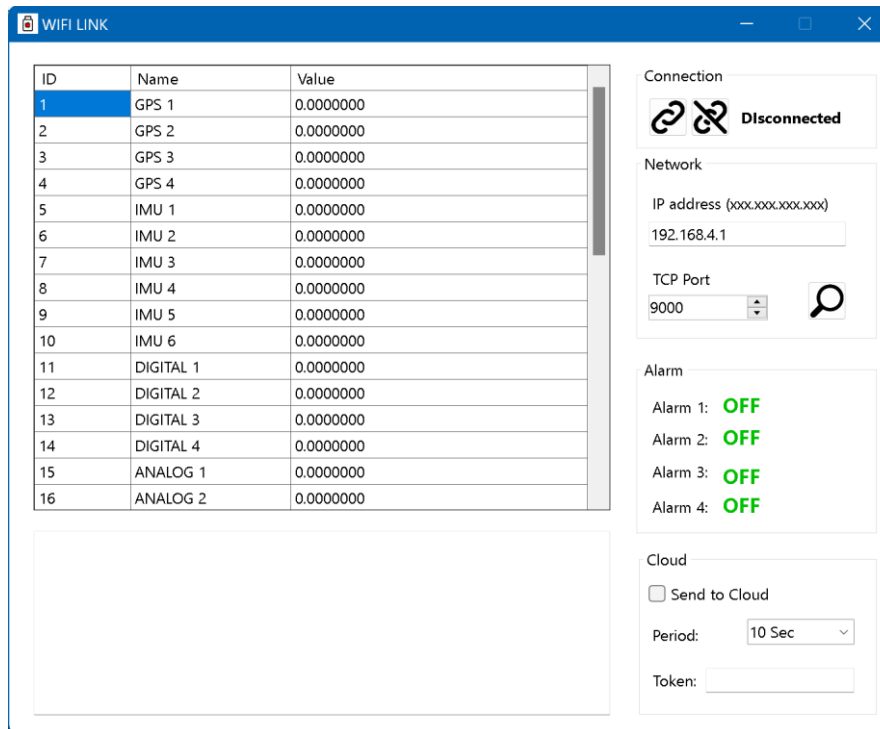 WIFI LINK
ID Name Value
1 GPS 1 0.0000000
2 GPS 2 0.0000000
3 GPS 3 0.0000000
4 GPS 4 0.0000000
5 IMU 1 0.0000000
6 IMU 2 0.0000000
7 IMU 3 0.0000000
8 IMU 4 0.0000000
9 IMU 5 0.0000000
10 IMU 6 0.0000000
11 DIGITAL 1 0.0000000
12 DIGITAL 2 0.0000000
13 DIGITAL 3 0.0000000
14 DIGITAL 4 0.0000000
15 ANALOG 1 0.0000000
16 ANALOG 2 0.0000000
Connection
DIsconnected
Network
IP address (xxx.xxx.xxx.xxx)
192.168.4.1
TCP Port
9000
Alarm
Alarm 1: OFF
Alarm 2: OFF
Alarm 3: OFF
Alarm 4: OFF
Cloud
Send to Cloud
Period: 10 Sec
Token: